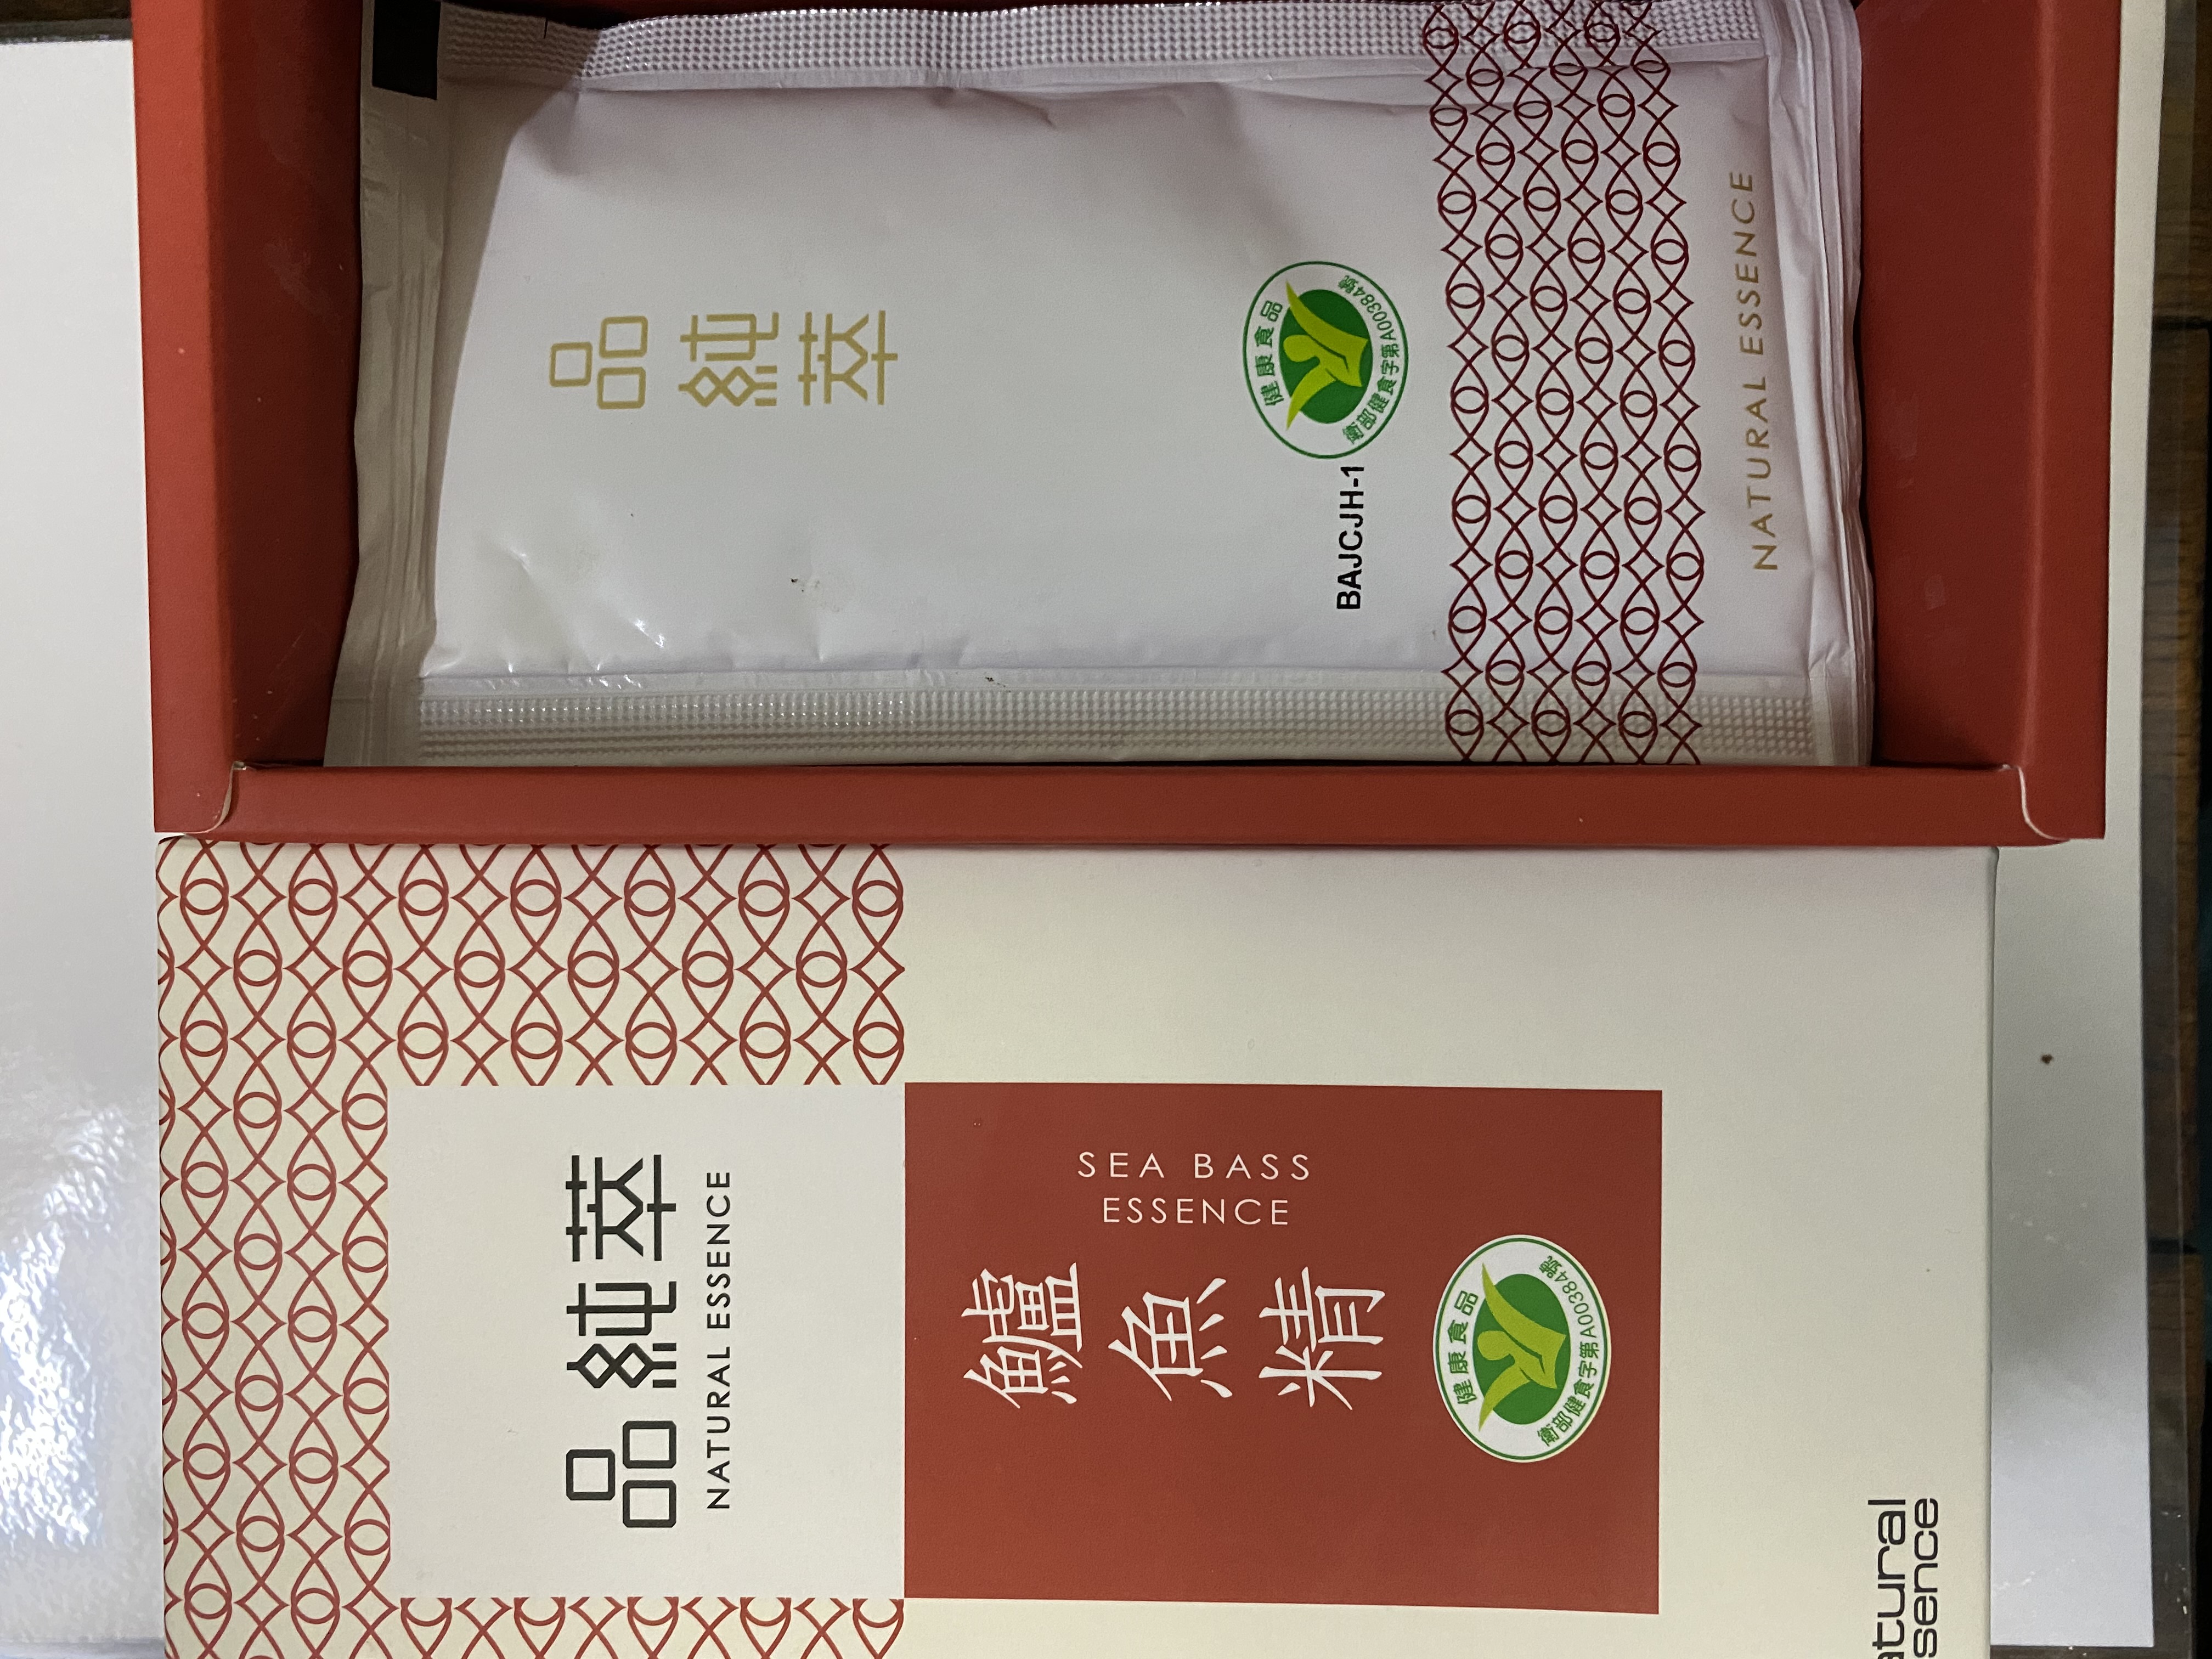 品純萃
健康食品
衛部健食字第A00384號
BAJCJH-1
NATURAL ESSENCE
品純萃
NATURAL ESSENCE
SEA BASS
ESSENCE
鱸魚精
健康食品
衛部健食字第A00384號
atural
ssence